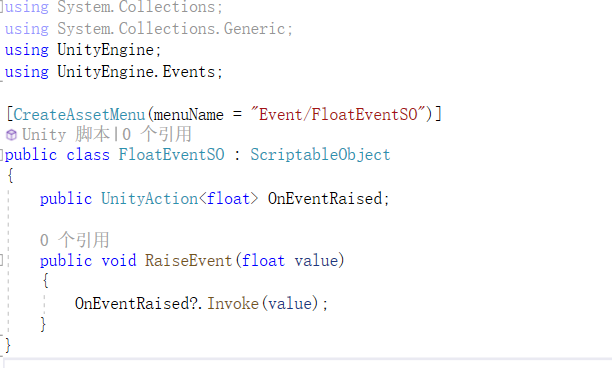 using System.Collections;
using System.Collections.Generic;
using UnityEngine;
using UnityEngine.Events;
[CreateAssetMenu(menuName = "Event/FloatEventSO")]
Unity 脚本|0 个引用
public class FloatEventSO : ScriptableObject
{
public UnityAction<float> OnEventRaised;
0 个引用
public void RaiseEvent(float value)
{
OnEventRaised?.Invoke(value);
}
}